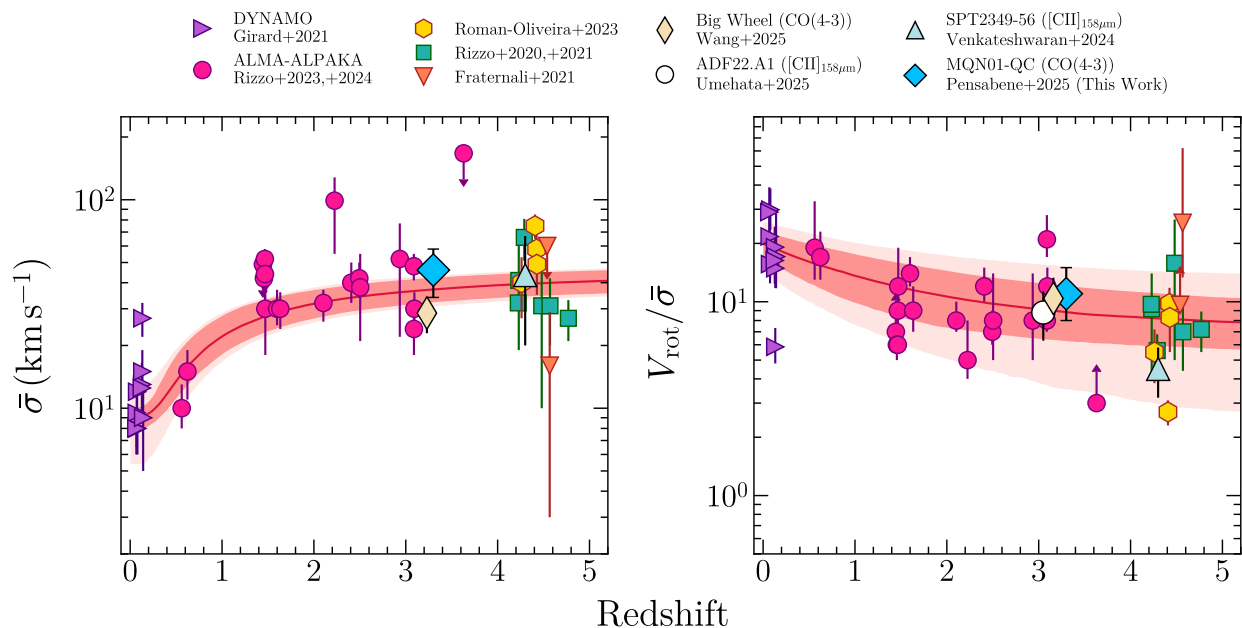 DYNAMO
Girard+2021
ALMA-ALPAKA
Rizzo2023,+2024
Roman-Oliveira+2023
Rizzo+2020,+2021
Fraternali+2021
Big Wheel (CO(4-3))
Wang+2025
ADF22.A1 ([CII]₁₅₈μm)
Umehata+2025
SPT2349-56 ([CII]₁₅₈μm)
Venkateshwaran+2024
MQN01-QC (CO(4-3))
Pensabene+2025 (This Work)
σ̄ (km s⁻¹)
10²
10¹
0 1 2 3 4 5
V_rot/σ̄
10¹
10⁰
0 1 2 3 4 5
Redshift